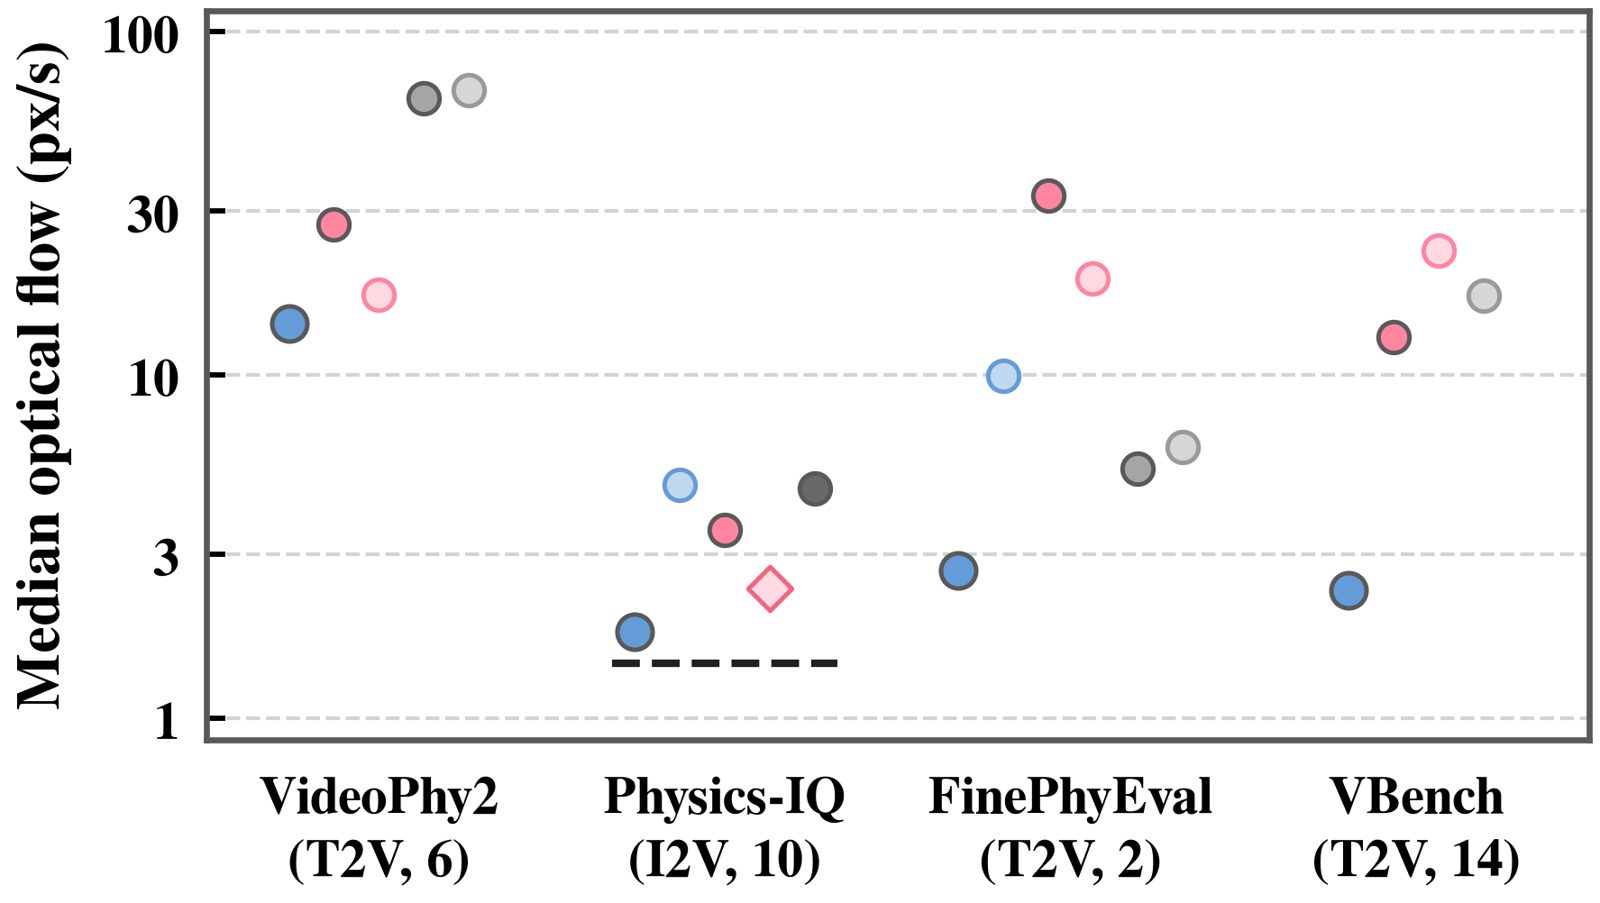 Median optical flow (px/s)
100
30
10
3
1
VideoPhy2
(T2V, 6)
Physics-IQ
(I2V, 10)
FinePhyEval
(T2V, 2)
VBench
(T2V, 14)